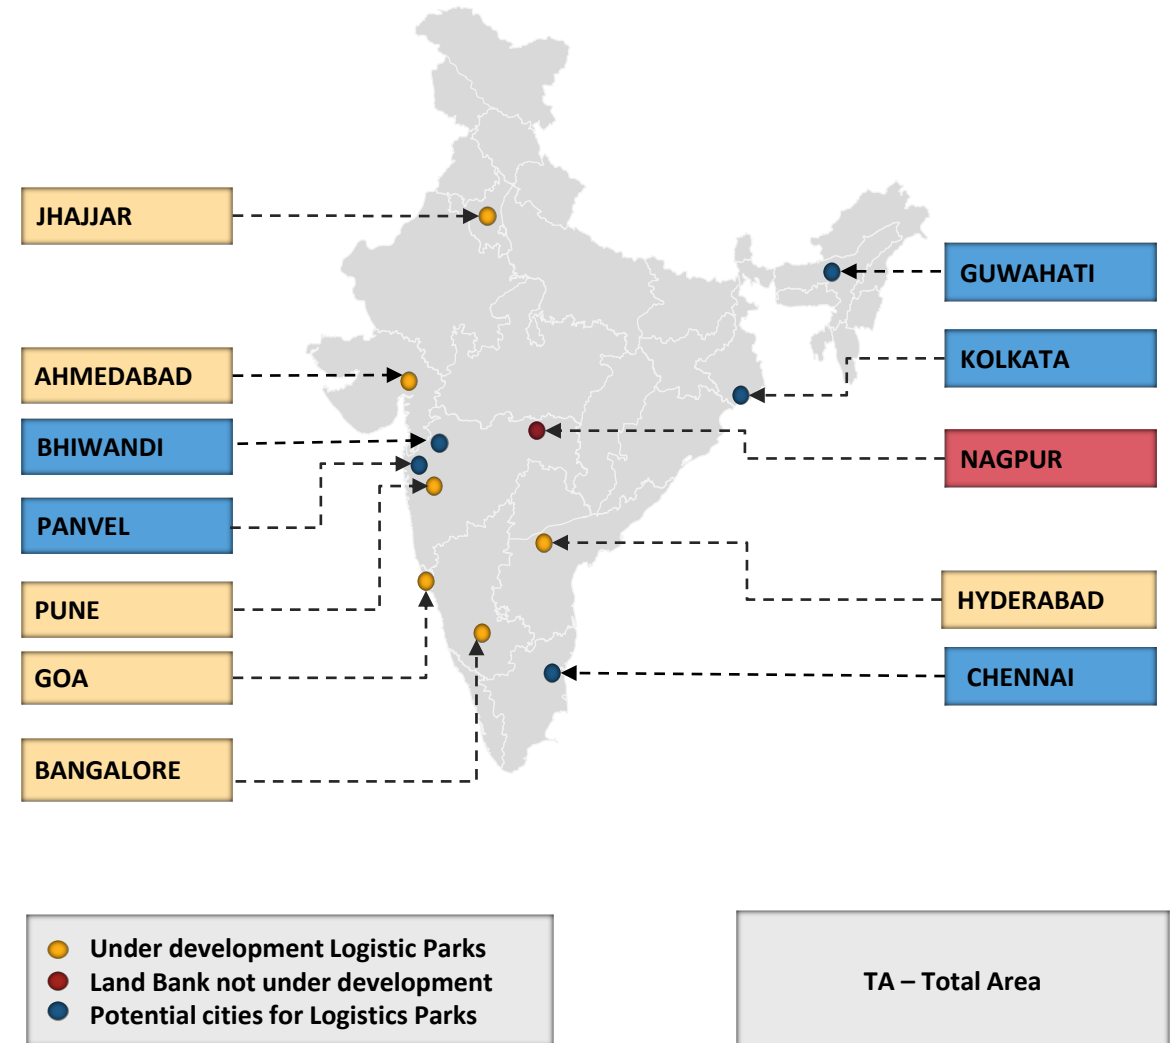 JHAJJAR
AHMEDABAD
BHIWANDI
PANVEL
PUNE
GOA
BANGALORE
GUWAHATI
KOLKATA
NAGPUR
HYDERABAD
CHENNAI
Under development Logistic Parks
Land Bank not under development
Potential cities for Logistics Parks
TA – Total Area